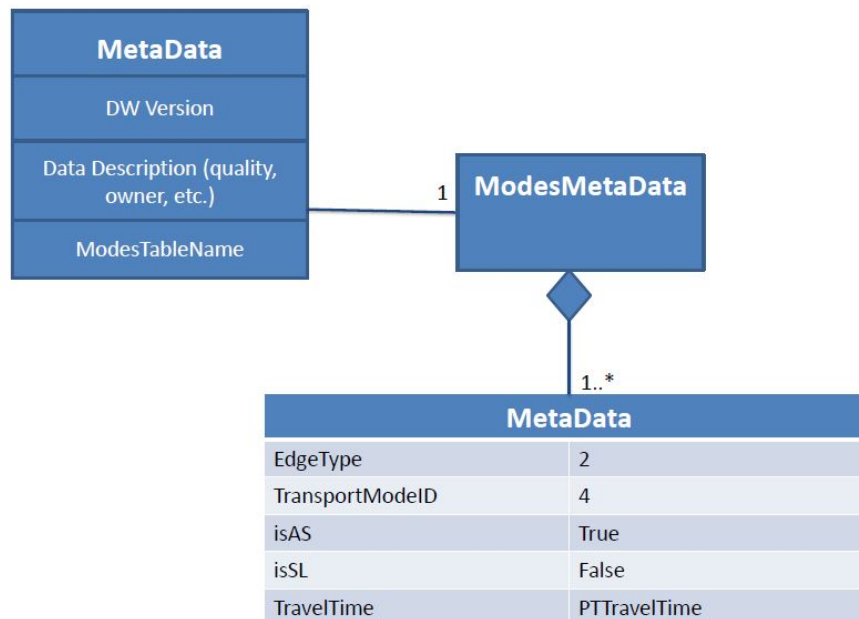 MetaData
DW Version
Data Description (quality,
owner, etc.)
ModesTableName
1
ModesMetaData
1..*
MetaData
EdgeType 2
TransportModeID 4
isAS True
isSL False
TravelTime PTTravelTime